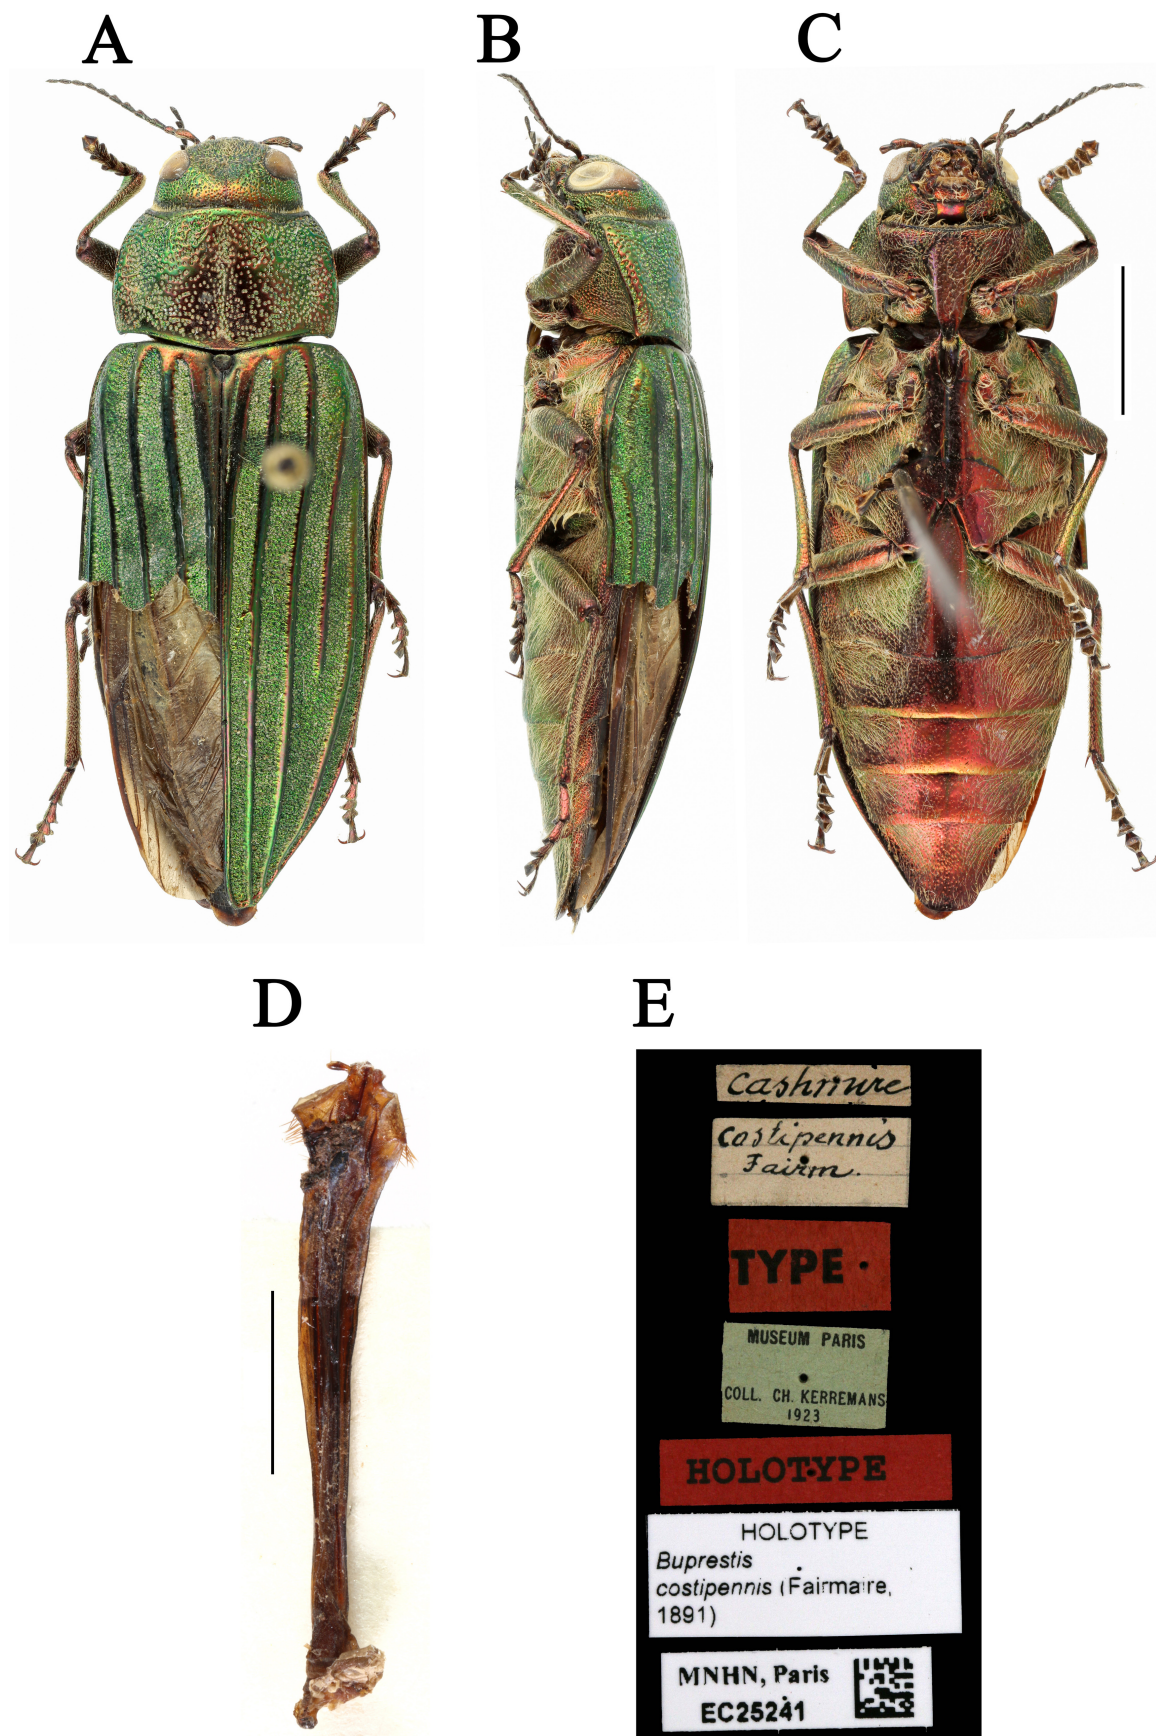 A
B
C
D
E
Cashmire
costipennis
Fairm.
TYPE
MUSEUM PARIS
COLL. CH. KERREMANS
1923
HOLOTYPE
HOLOTYPE
Buprestis
costipennis (Fairmaire,
1891)
MNHN, Paris
EC25241